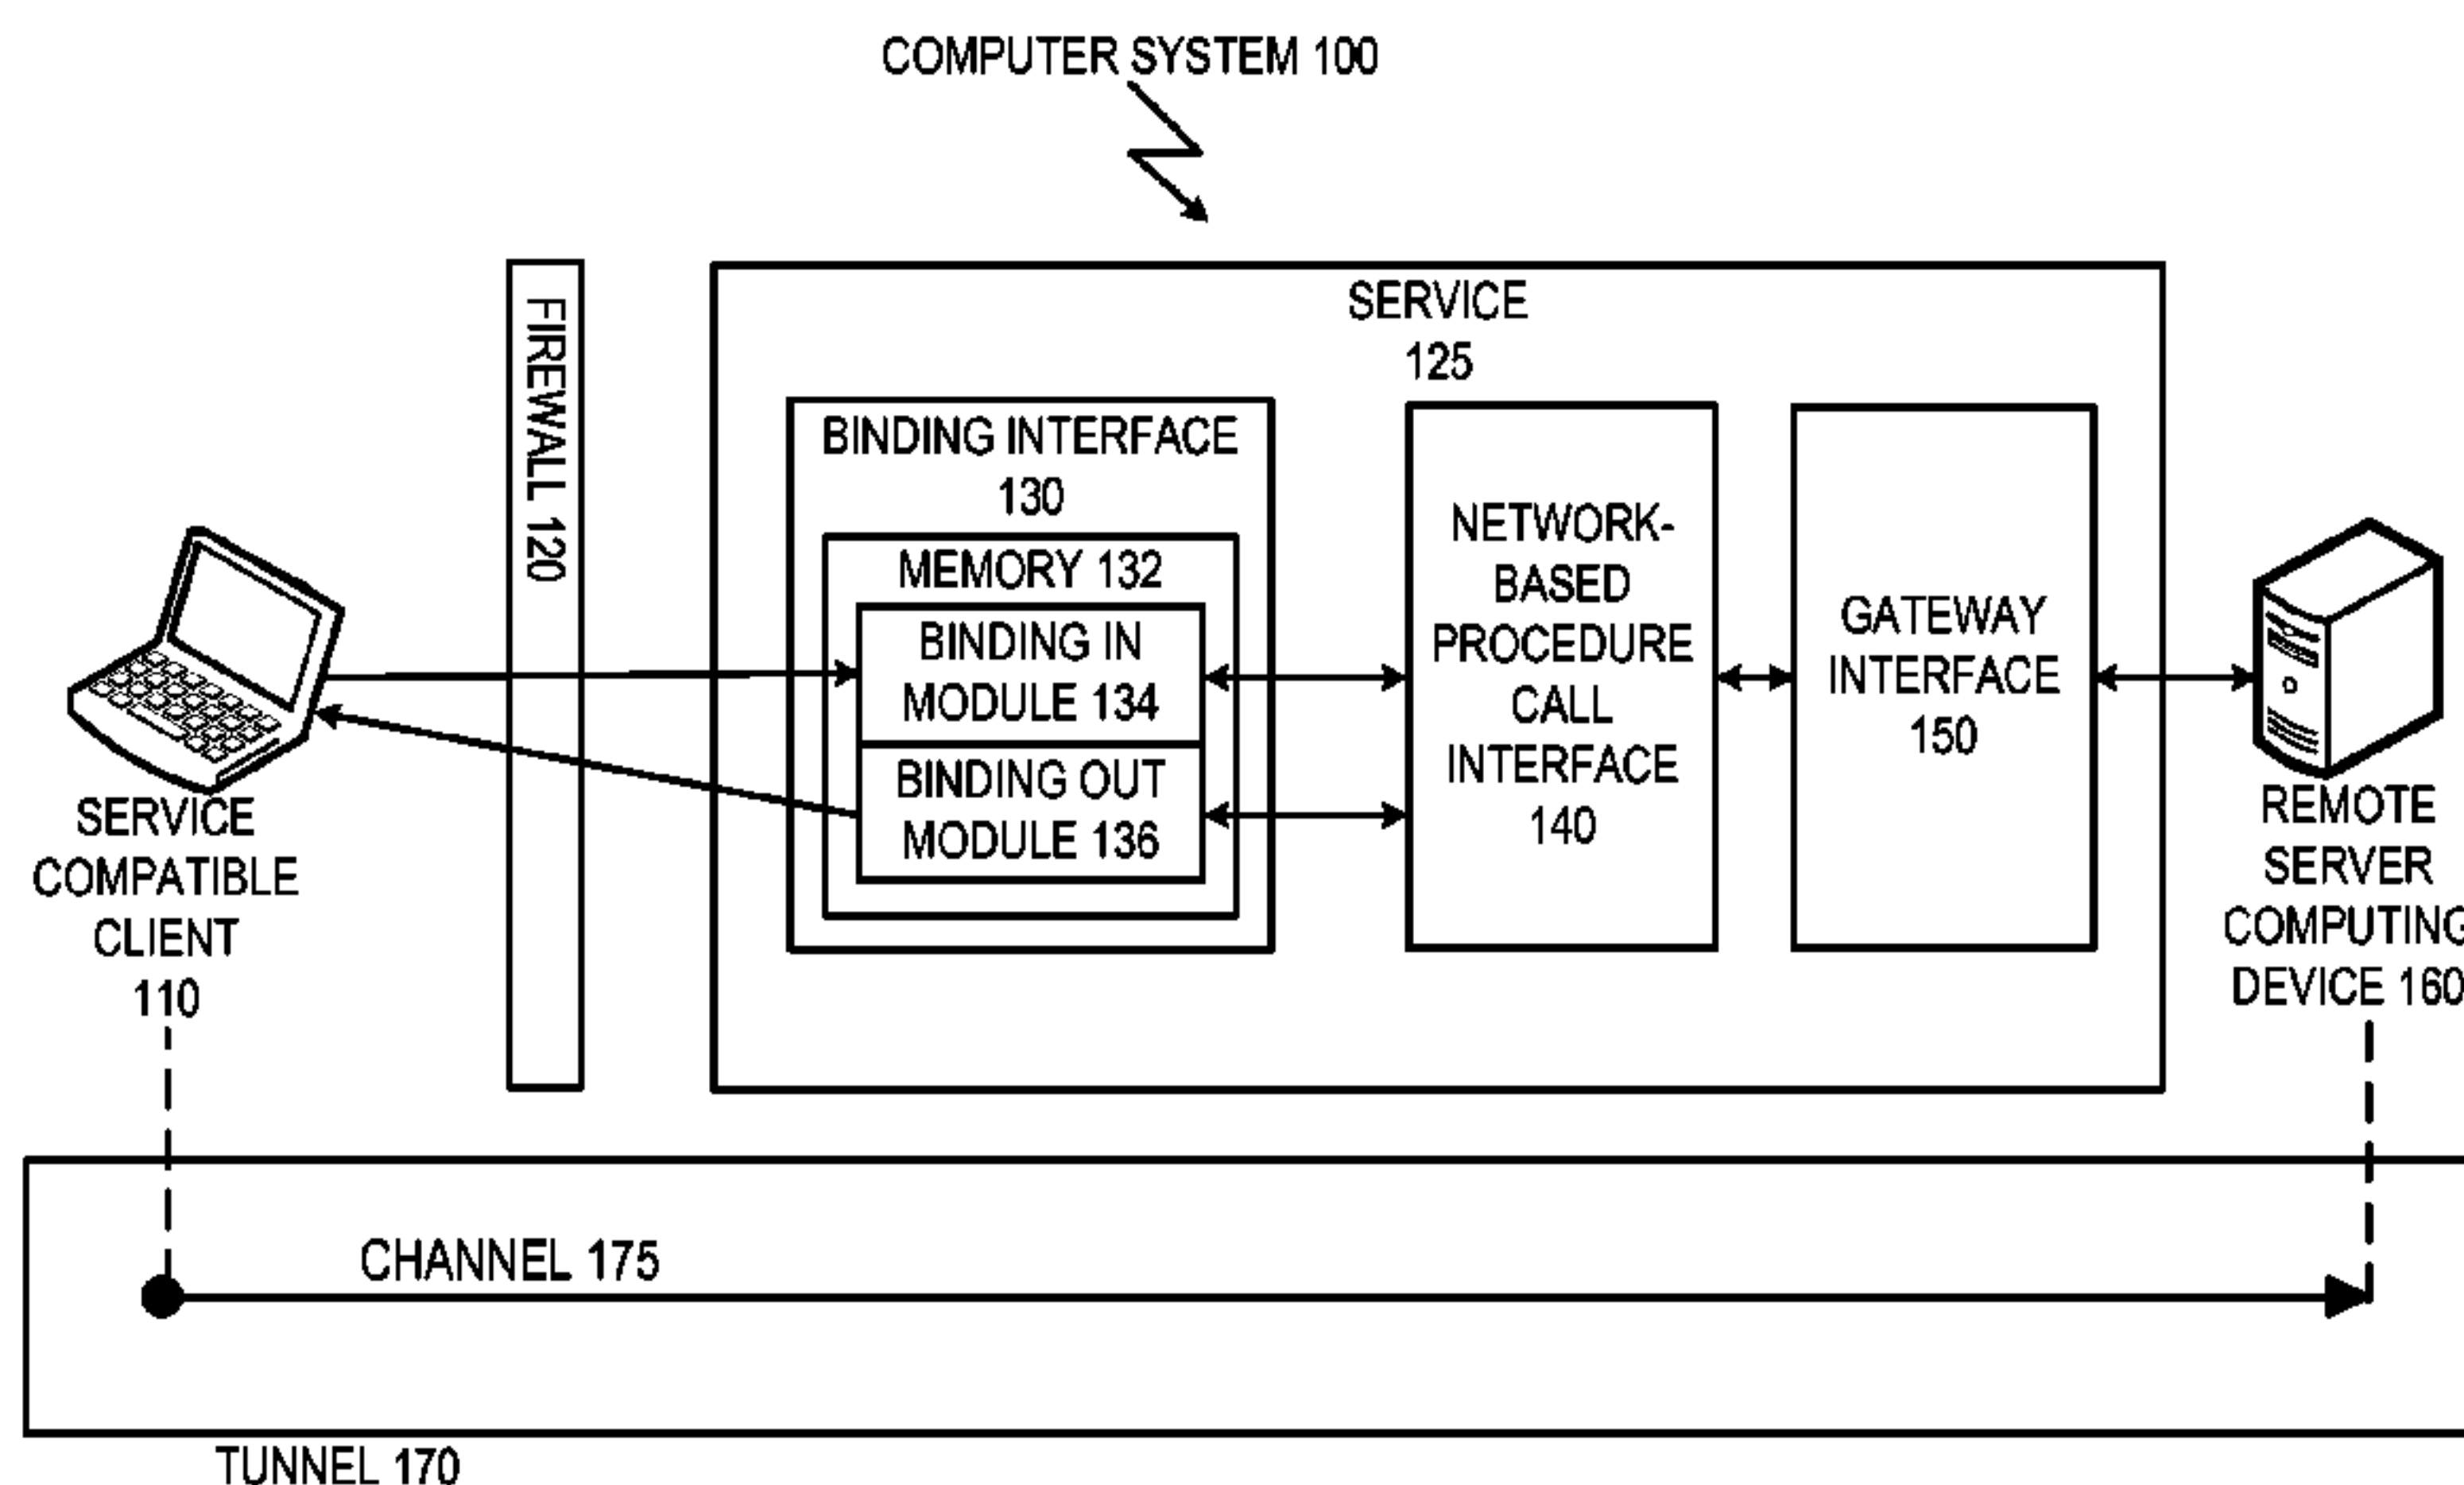 COMPUTER SYSTEM 100
SERVICE
125
FIREWALL 120
BINDING INTERFACE
130
MEMORY 132
BINDING IN
MODULE 134
BINDING OUT
MODULE 136
NETWORK-
BASED
PROCEDURE
CALL
INTERFACE
140
GATEWAY
INTERFACE
150
SERVICE
COMPATIBLE
CLIENT
110
REMOTE
SERVER
COMPUTING
DEVICE 160
CHANNEL 175
TUNNEL 170